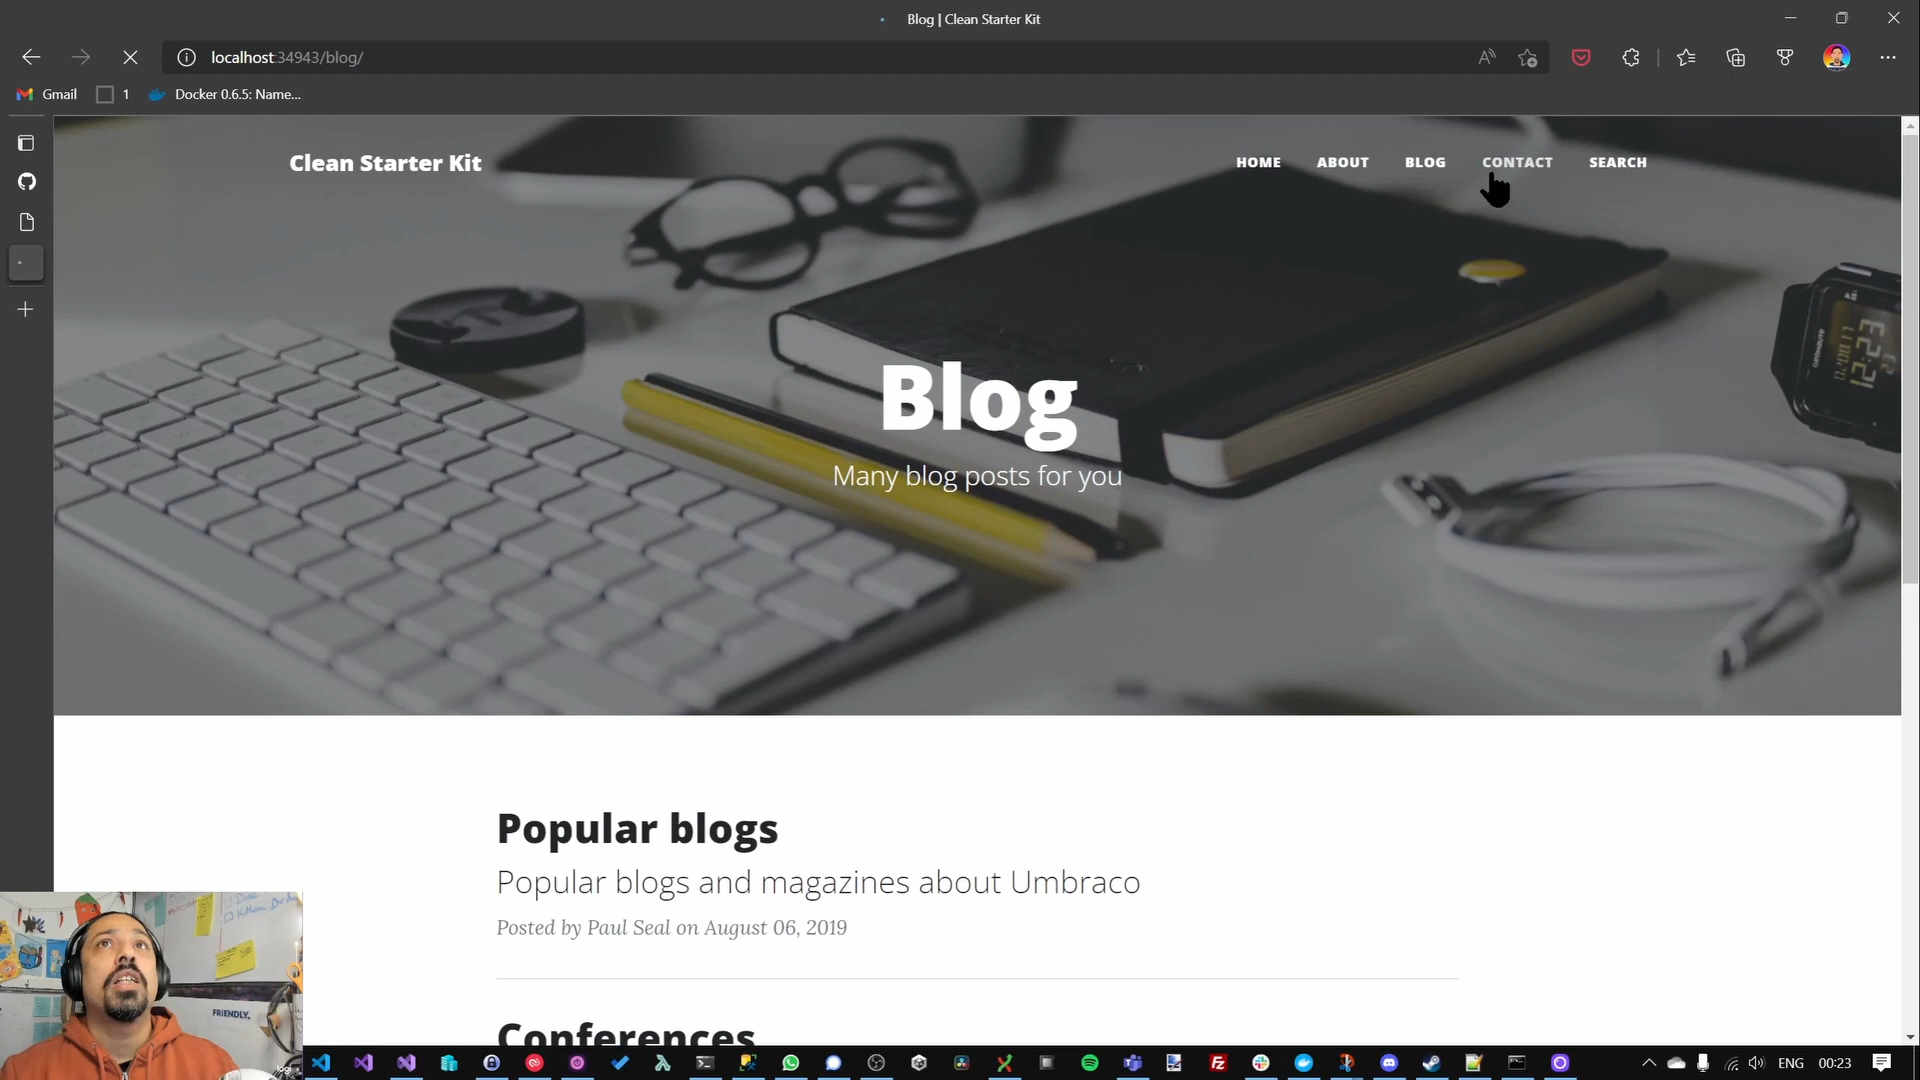 Blog | Clean Starter Kit
localhost:34943/blog/
Gmail
1
Docker 0.6.5: Name...
Clean Starter Kit
HOME
ABOUT
BLOG
CONTACT
SEARCH
Blog
Many blog posts for you
Popular blogs
Popular blogs and magazines about Umbraco
Posted by Paul Seal on August 06, 2019
Conferences
FRIENDLY.
logi
ENG
00:23